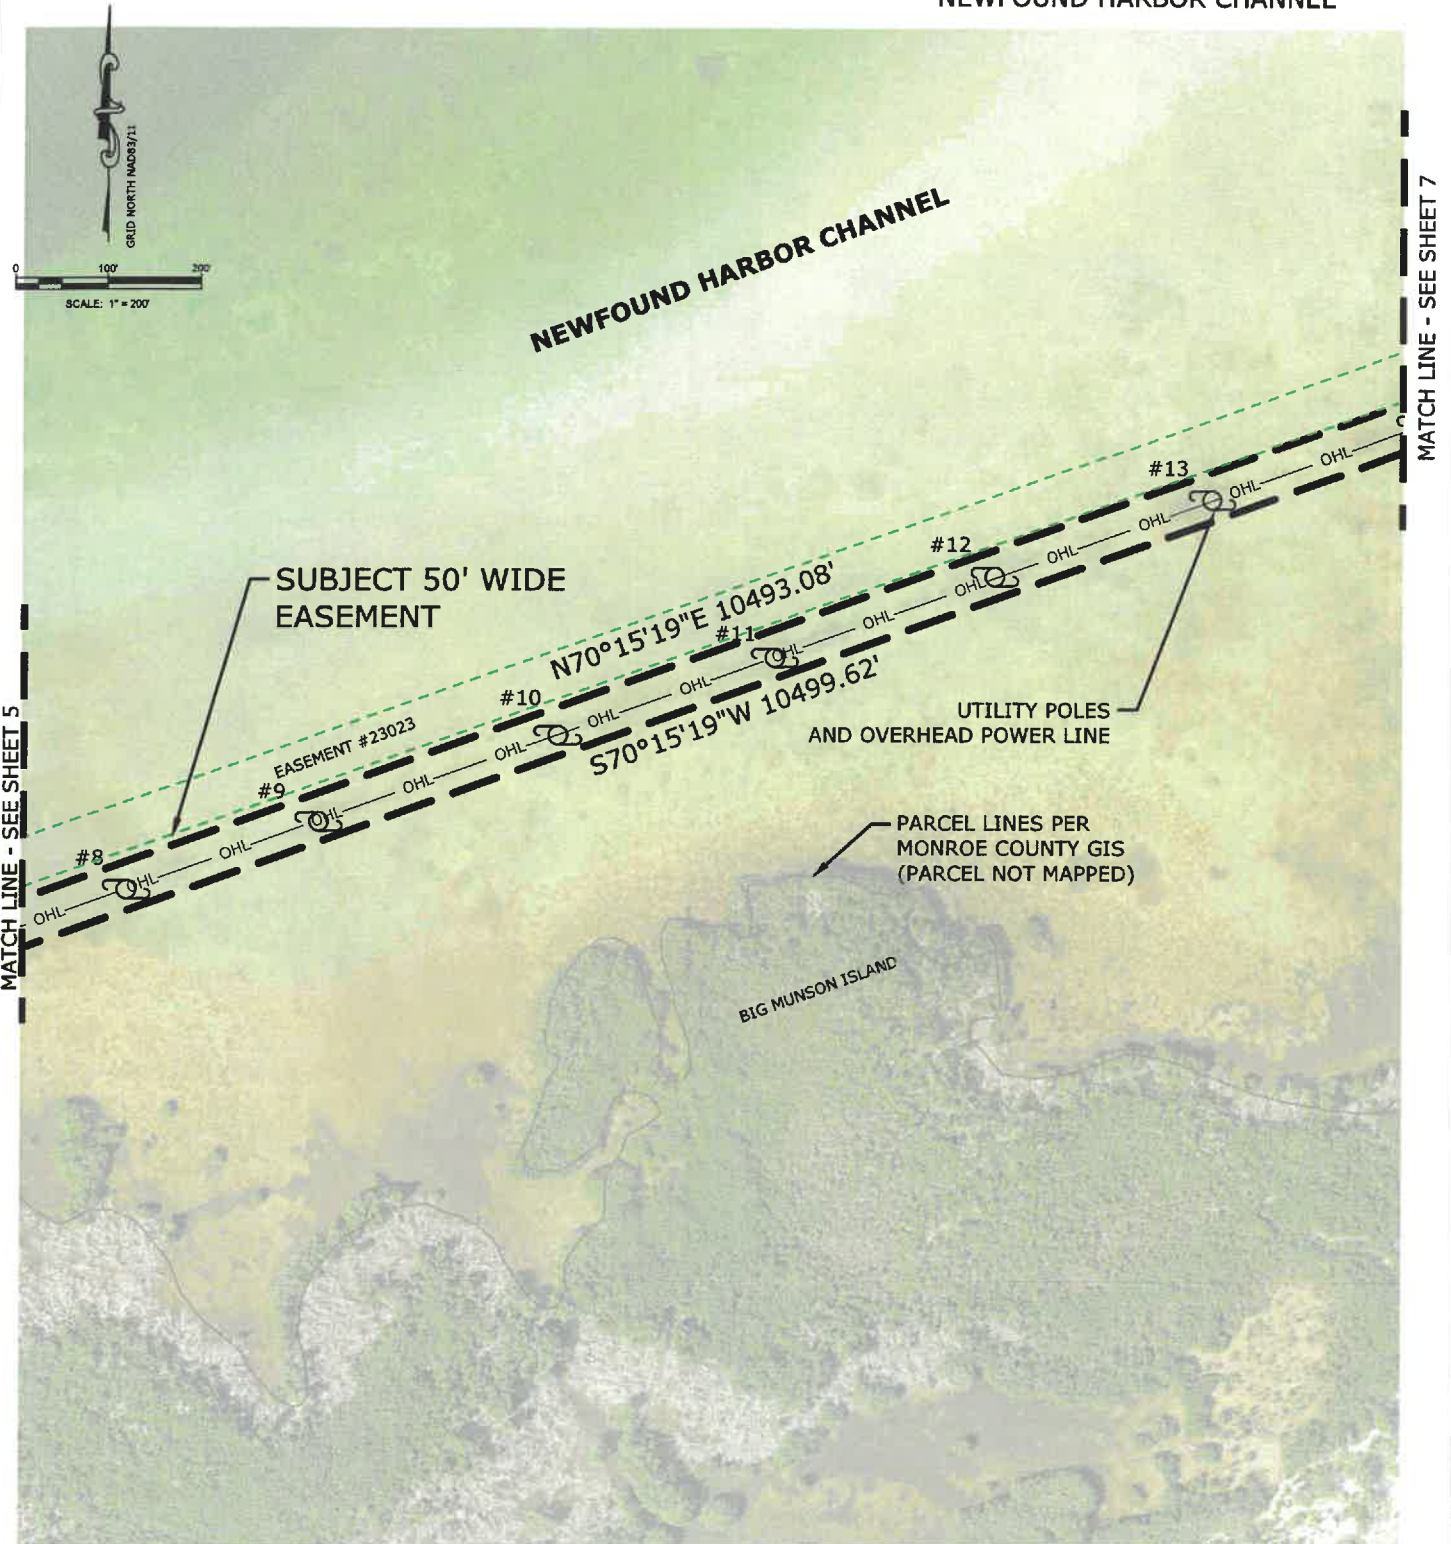 NEWFOUND HARBOR CHANNEL
GRID NORTH NAD83/11
0 100' 200'
SCALE: 1" = 200'
NEWFOUND HARBOR CHANNEL
MATCH LINE - SEE SHEET 7
#13
OHL
OHL
OHL
#12
OHL
OHL
SUBJECT 50' WIDE
EASEMENT
N70°15'19"E 10493.08'
#11
OHL
OHL
OHL
S70°15'19"W 10499.62'
#10
OHL
OHL
UTILITY POLES
AND OVERHEAD POWER LINE
EASEMENT #23023
#9
OHL
OHL
OHL
#8
OHL
OHL
MATCH LINE - SEE SHEET 5
PARCEL LINES PER
MONROE COUNTY GIS
(PARCEL NOT MAPPED)
BIG MUNSON ISLAND